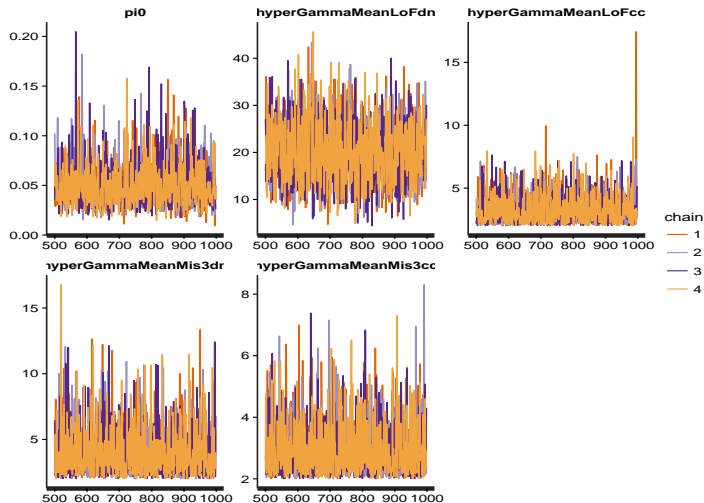 pi0
hyperGammaMeanLoFdn
hyperGammaMeanLoFcc
0.20
0.15
0.10
0.05
0.00
40
30
20
10
15
10
5
500 600 700 800 900 1000
500 600 700 800 900 1000
500 600 700 800 900 1000
chain
1
2
3
4
hyperGammaMeanMis3dn
hyperGammaMeanMis3cc
15
10
5
8
6
4
2
500 600 700 800 900 1000
500 600 700 800 900 1000